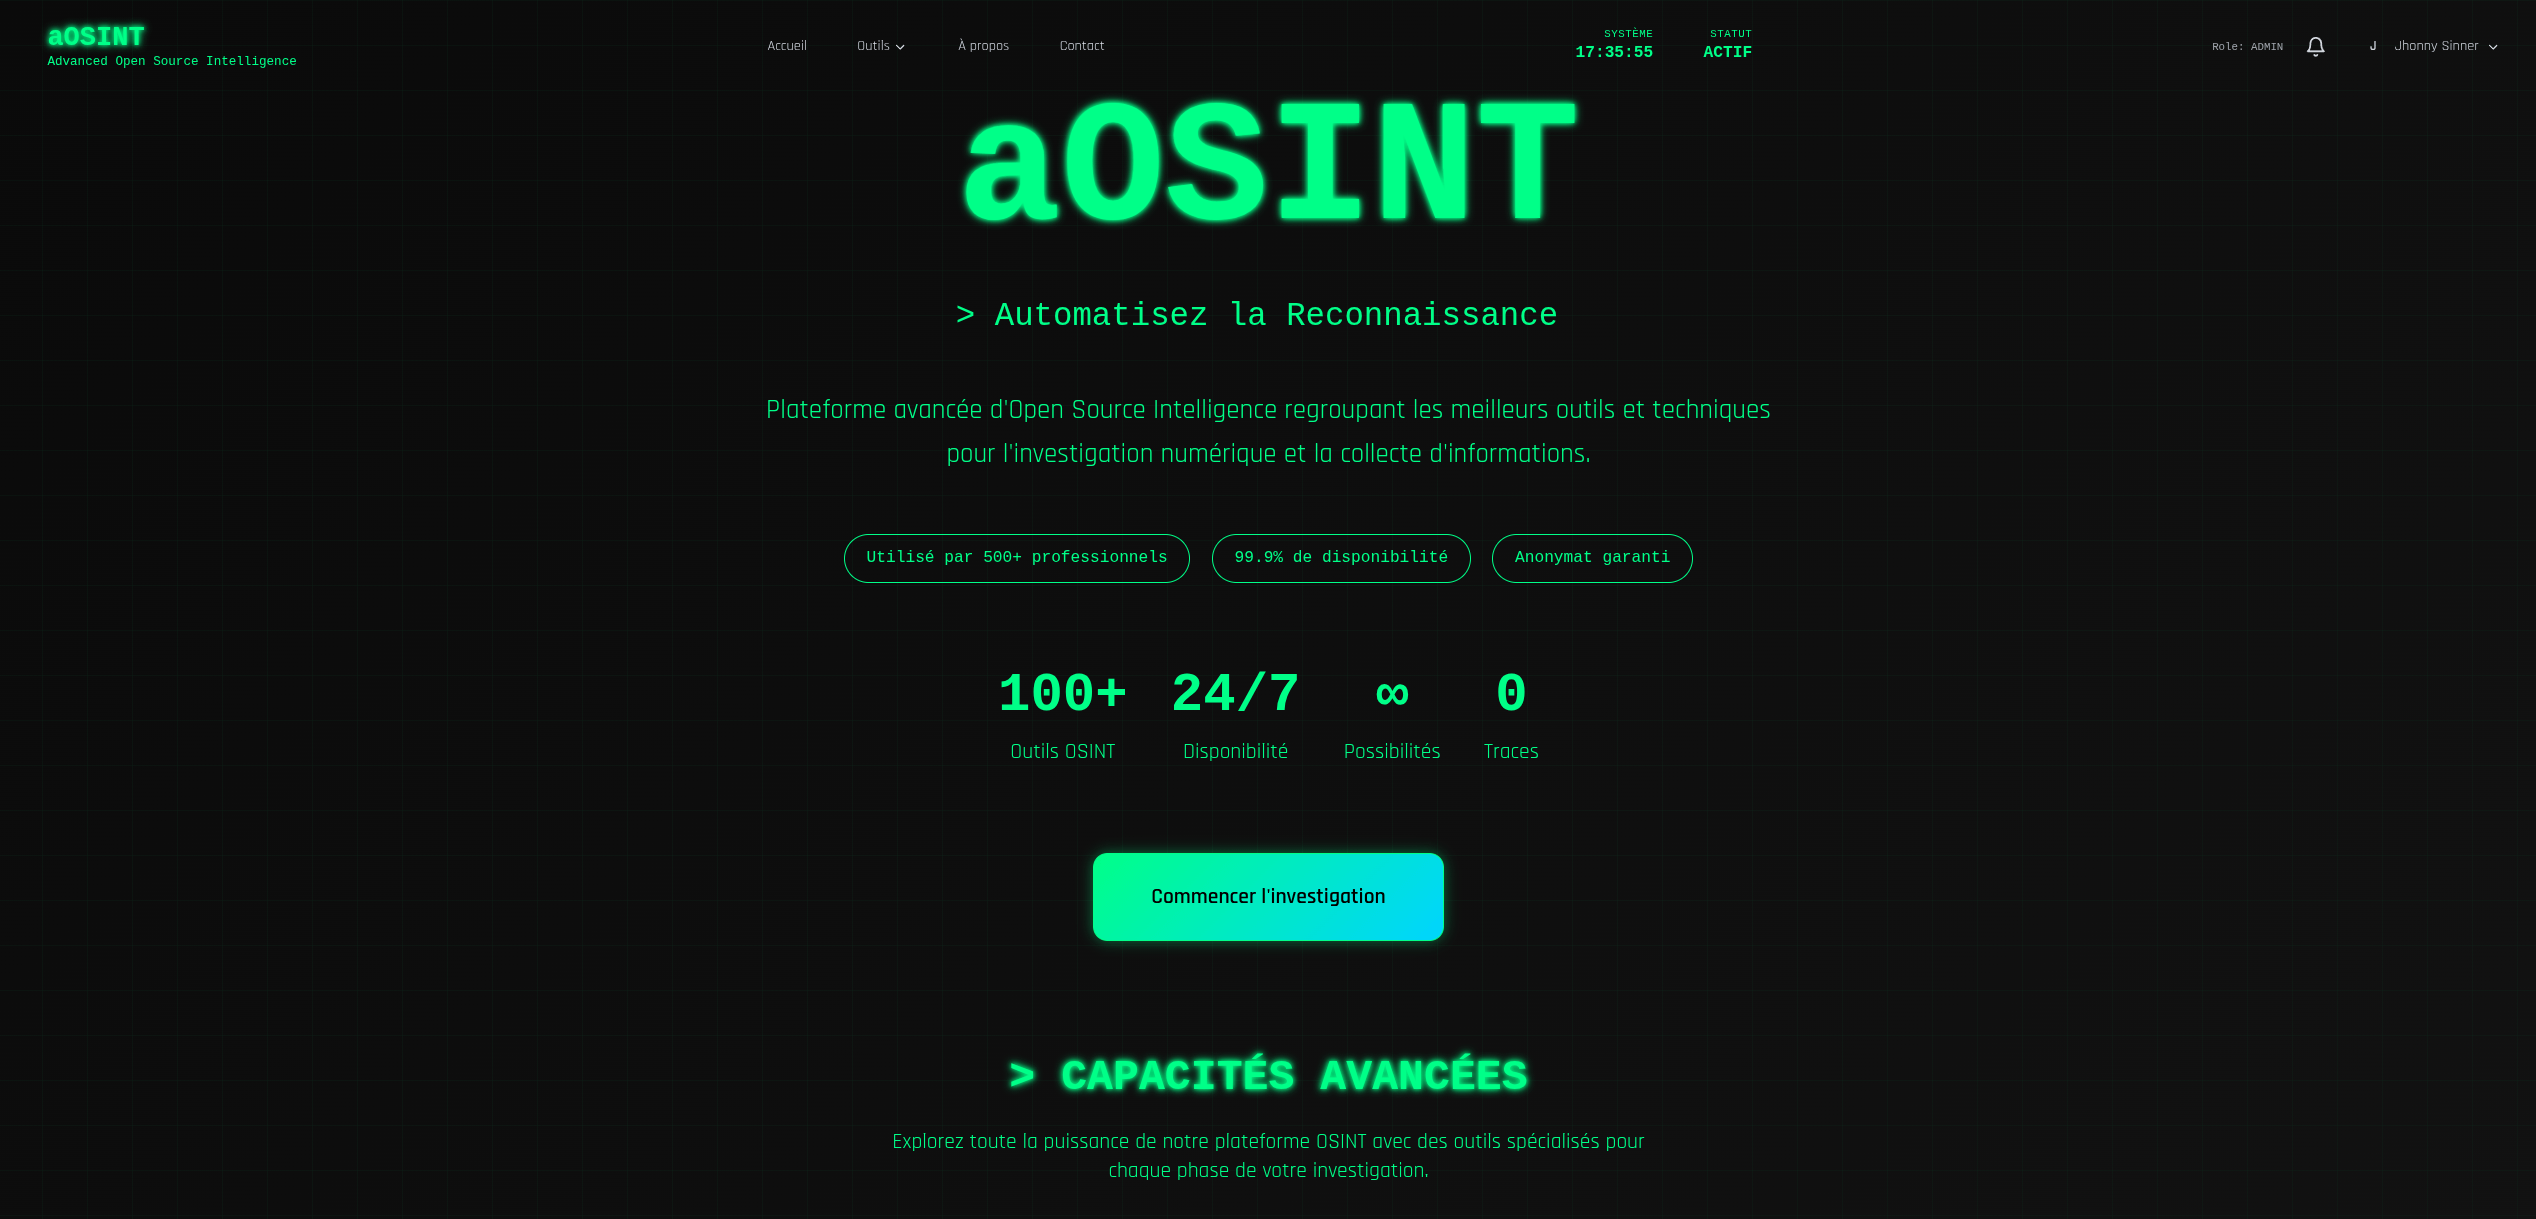 aOSINT
Advanced Open Source Intelligence
Accueil
Outils
À propos
Contact
SYSTÈME
17:35:55
STATUT
ACTIF
Role: ADMIN
J
Jhonny Sinner
aOSINT
> Automatisez la Reconnaissance
Plateforme avancée d'Open Source Intelligence regroupant les meilleurs outils et techniques
pour l'investigation numérique et la collecte d'informations.
Utilisé par 500+ professionnels
99.9% de disponibilité
Anonymat garanti
100+
Outils OSINT
24/7
Disponibilité
∞
Possibilités
0
Traces
Commencer l'investigation
> CAPACITÉS AVANCÉES
Explorez toute la puissance de notre plateforme OSINT avec des outils spécialisés pour
chaque phase de votre investigation.